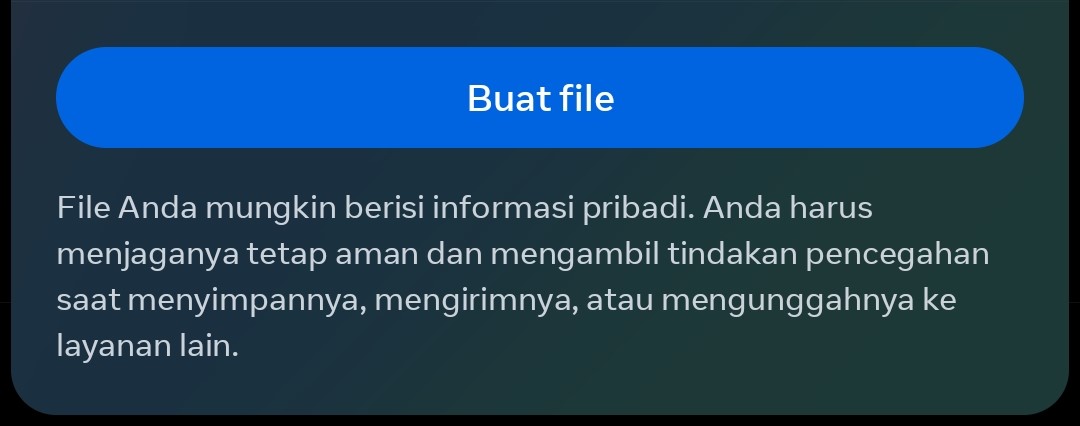 Buat file
File Anda mungkin berisi informasi pribadi. Anda harus
menjaganya tetap aman dan mengambil tindakan pencegahan
saat menyimpannya, mengirimnya, atau mengunggahnya ke
layanan lain.